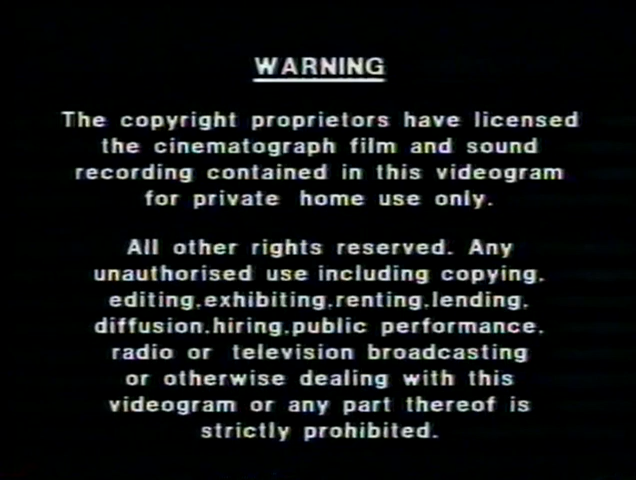 WARNING
The copyright proprietors have licensed
the cinematograph film and sound
recording contained in this videogram
for private home use only.
All other rights reserved. Any
unauthorised use including copying.
editing.exhibiting.renting.lending.
diffusion.hiring.public performance.
radio or television broadcasting
or otherwise dealing with this
videogram or any part thereof is
strictly prohibited.